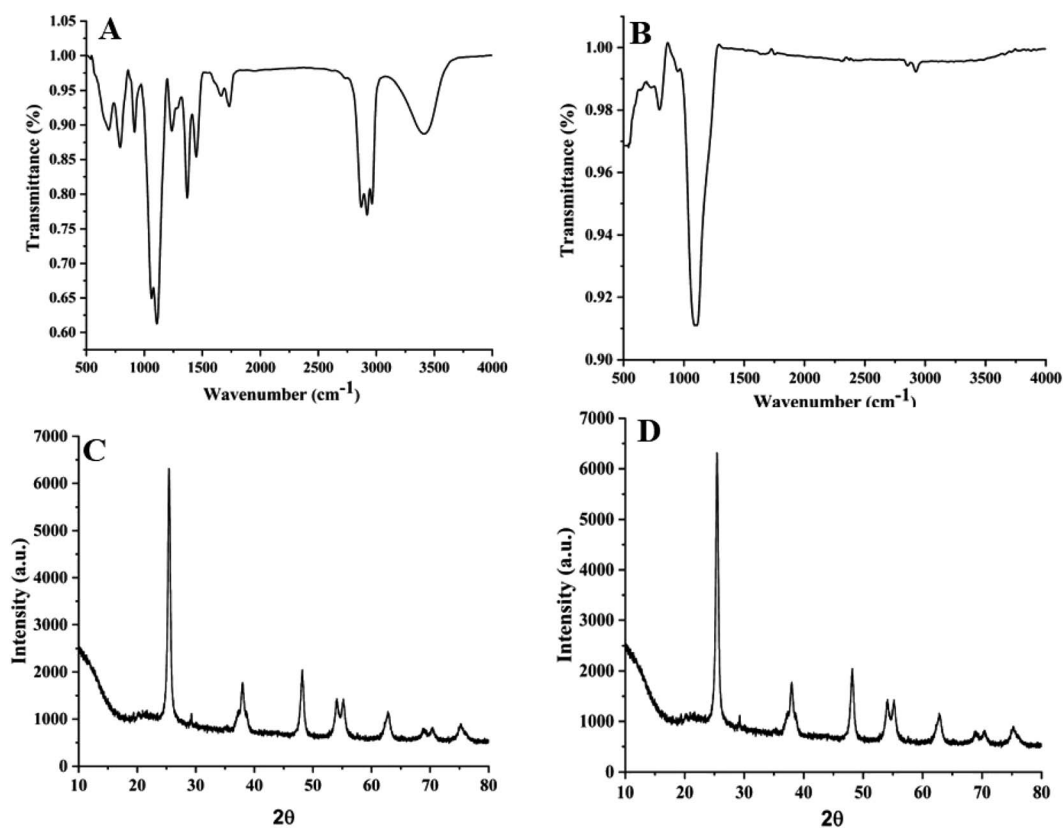 A
1.05
1.00
0.95
0.90
0.85
0.80
0.75
0.70
0.65
0.60
Transmittance (%)
500 1000 1500 2000 2500 3000 3500 4000
Wavenumber (cm-1)
B
1.00
0.98
0.96
0.94
0.92
0.90
Transmittance (%)
500 1000 1500 2000 2500 3000 3500 4000
Wavenumber (cm-1)
C
7000
6000
5000
4000
3000
2000
1000
0
Intensity (a.u.)
10 20 30 40 50 60 70 80
2θ
D
7000
6000
5000
4000
3000
2000
1000
0
Intensity (a.u.)
10 20 30 40 50 60 70 80
2θ